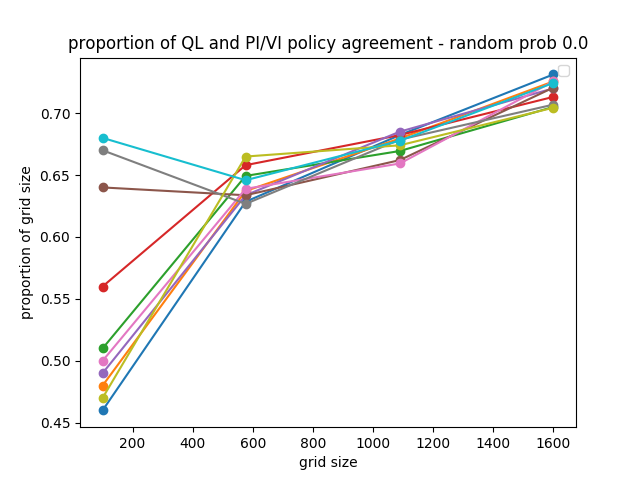 proportion of QL and PI/VI policy agreement - random prob 0.0
0.70
0.65
0.60
0.55
0.50
0.45
proportion of grid size
200 400 600 800 1000 1200 1400 1600
grid size